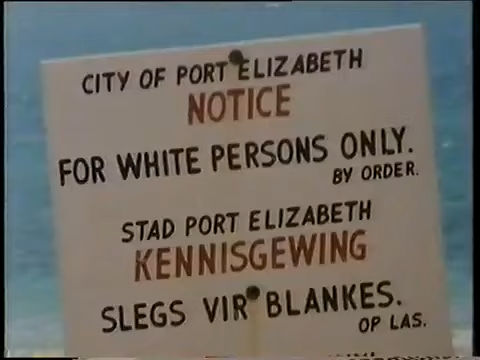 CITY OF PORT ELIZABETH
NOTICE
FOR WHITE PERSONS ONLY.
BY ORDER.
STAD PORT ELIZABETH
KENNISGEWING
SLEGS VIR BLANKES.
OP LAS.